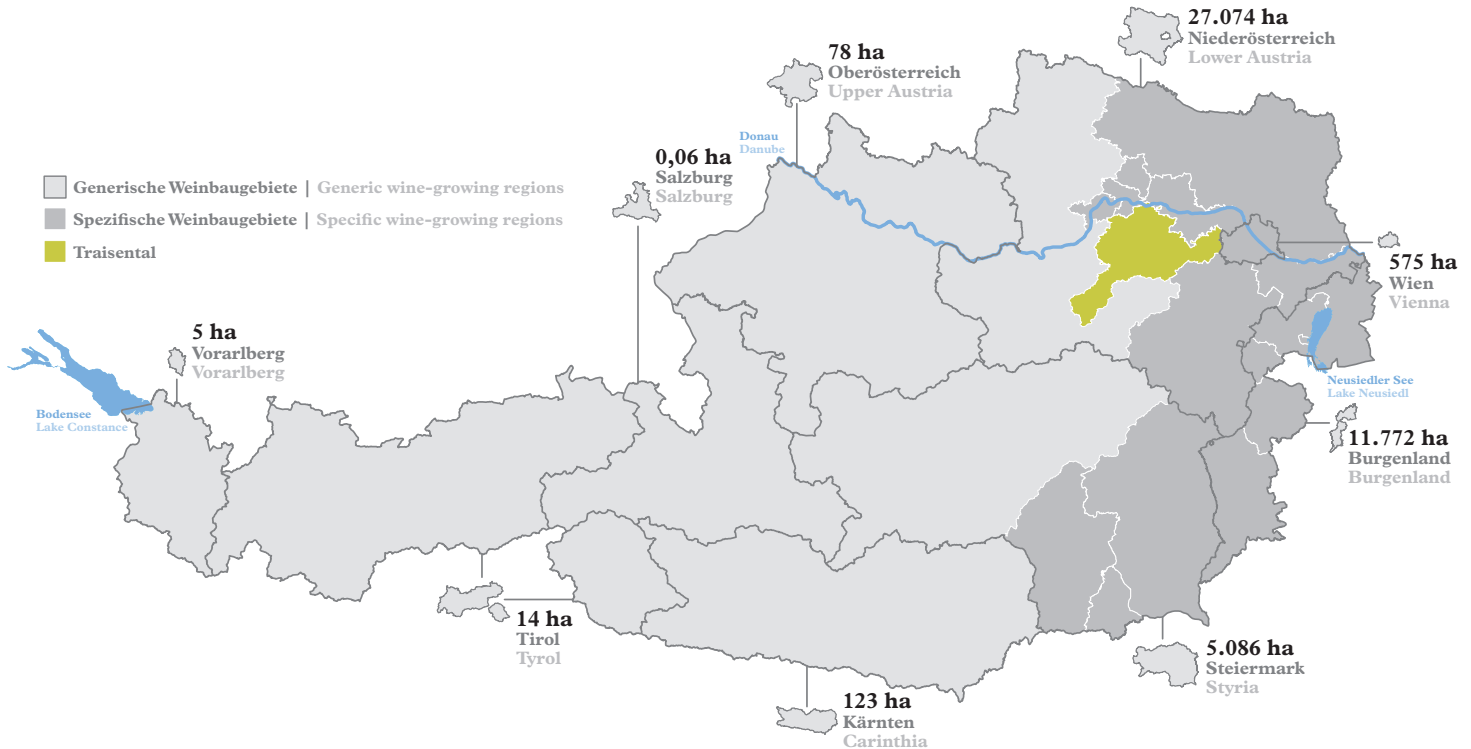 27.074 ha
Niederösterreich
Lower Austria
78 ha
Oberösterreich
Upper Austria
Donau
Danube
0,06 ha
Salzburg
Salzburg
Generische Weinbaugebiete | Generic wine-growing regions
Spezifische Weinbaugebiete | Specific wine-growing regions
Traisental
575 ha
Wien
Vienna
5 ha
Vorarlberg
Vorarlberg
Neusiedler See
Lake Neusiedl
Bodensee
Lake Constance
11.772 ha
Burgenland
Burgenland
14 ha
Tirol
Tyrol
5.086 ha
Steiermark
Styria
123 ha
Kärnten
Carinthia